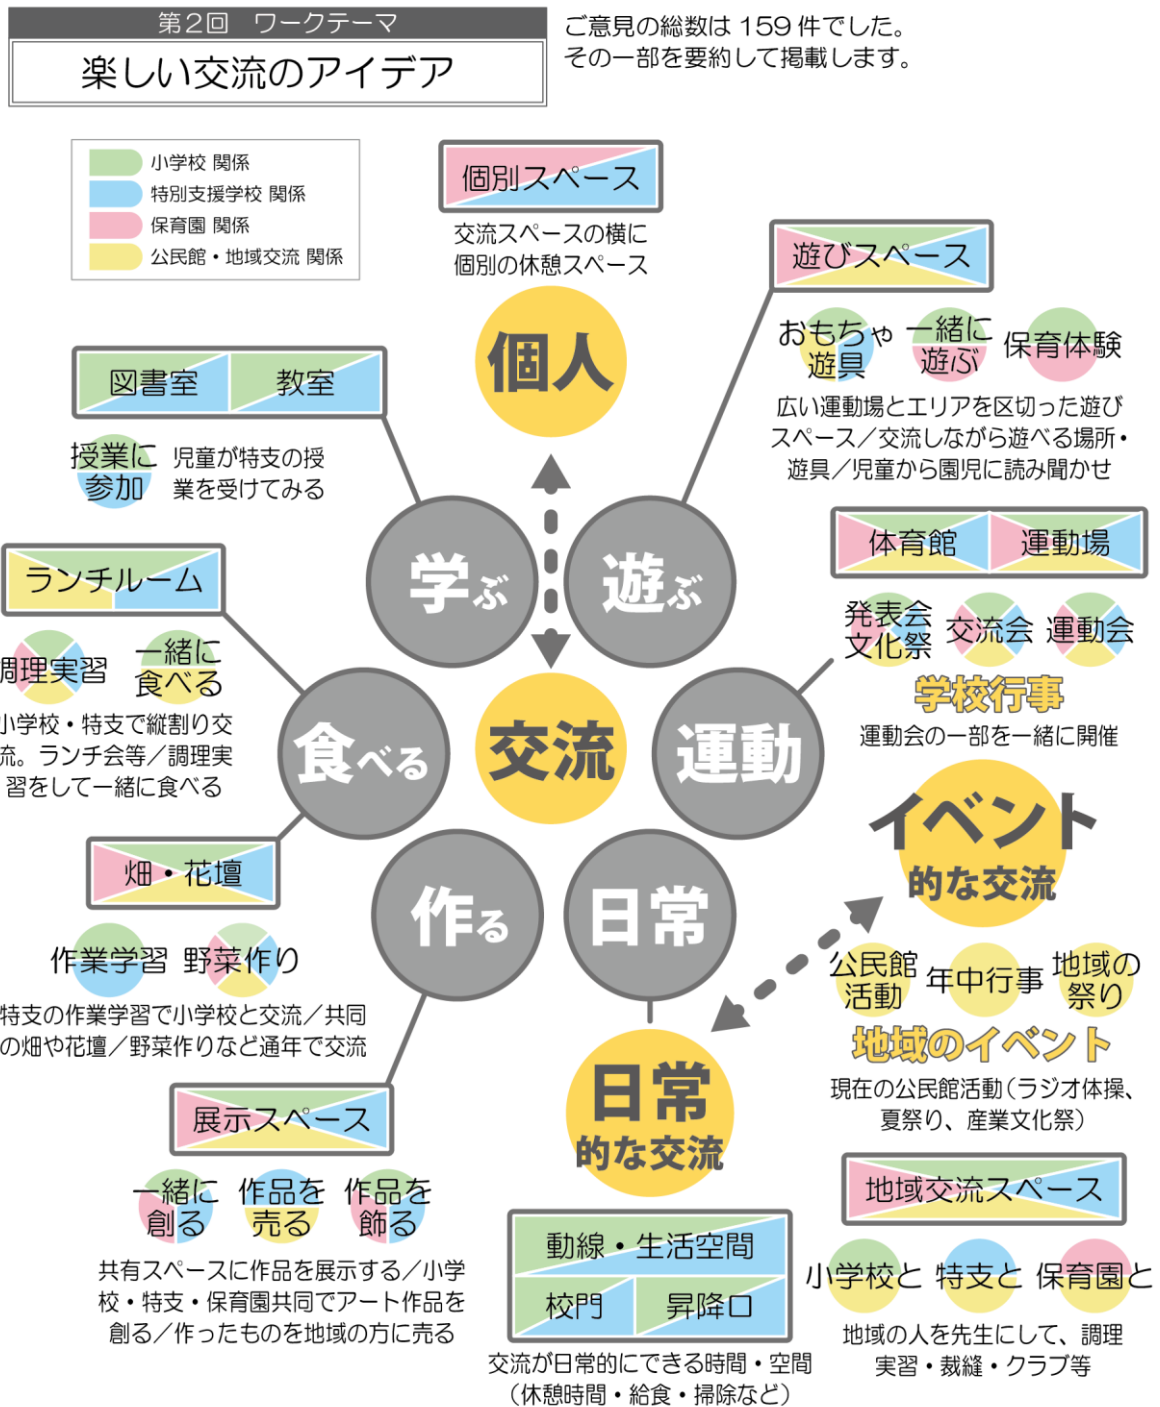 第2回　ワークテーマ
楽しい交流のアイデア
ご意見の総数は 159 件でした。
その一部を要約して掲載します。
小学校 関係
特別支援学校 関係
保育園 関係
公民館・地域交流 関係
個別スペース
交流スペースの横に
個別の休憩スペース
個人
遊びスペース
おもちゃ
遊具
一緒に
遊ぶ
保育体験
広い運動場とエリアを区切った遊び
スペース／交流しながら遊べる場所・
遊具／児童から園児に読み聞かせ
図書室
教室
授業に
参加
児童が特支の授
業を受けてみる
学ぶ
遊ぶ
体育館
運動場
発表会
文化祭
交流会
運動会
学校行事
運動会の一部を一緒に開催
ランチルーム
調理実習
一緒に
食べる
小学校・特支で縦割り交
流。ランチ会等／調理実
習をして一緒に食べる
食べる
交流
運動
イベント
的な交流
畑・花壇
作業学習
野菜作り
特支の作業学習で小学校と交流／共同
の畑や花壇／野菜作りなど通年で交流
作る
日常
公民館
活動
年中行事
地域の
祭り
地域のイベント
現在の公民館活動（ラジオ体操、
夏祭り、産業文化祭）
日常
的な交流
展示スペース
一緒に
創る
作品を
売る
作品を
飾る
共有スペースに作品を展示する／小学
校・特支・保育園共同でアート作品を
創る／作ったものを地域の方に売る
動線・生活空間
校門
昇降口
交流が日常的にできる時間・空間
（休憩時間・給食・掃除など）
地域交流スペース
小学校と
特支と
保育園と
地域の人を先生にして、調理
実習・裁縫・クラブ等